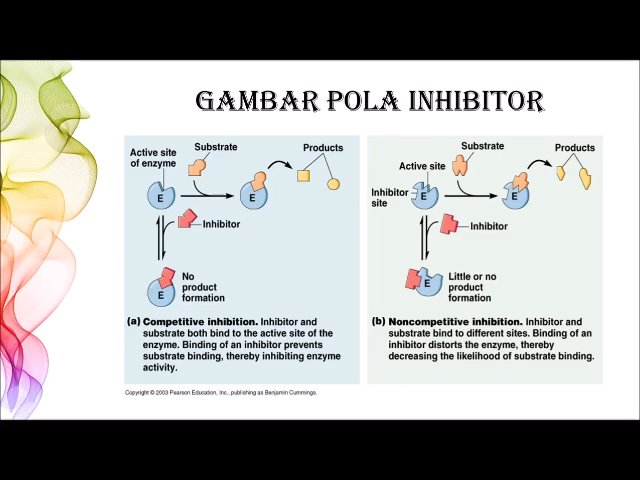 GAMBAR POLA INHIBITOR
Active site
of enzyme
Substrate
Products
E
E
Inhibitor
E
No
product
formation
(a) Competitive inhibition. Inhibitor and
substrate both bind to the active site of the
enzyme. Binding of an inhibitor prevents
substrate binding, thereby inhibiting enzyme
activity.
Substrate
Products
Active site
Inhibitor
site
E
E
Inhibitor
E
Little or no
product
formation
(b) Noncompetitive inhibition. Inhibitor and
substrate bind to different sites. Binding of an
inhibitor distorts the enzyme, thereby
decreasing the likelihood of substrate binding.
Copyright © 2003 Pearson Education, Inc., publishing as Benjamin Cummings.